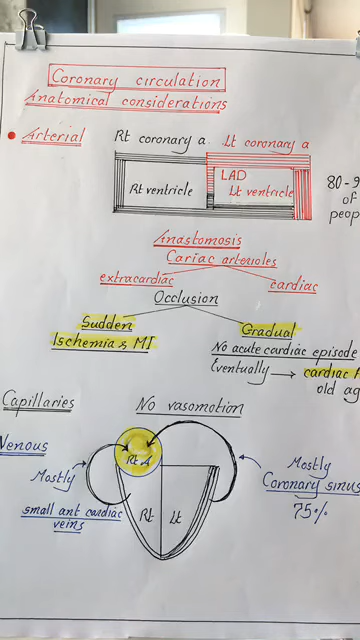 Coronary circulation
Anatomical considerations
Arterial
Rt coronary a Lt coronary a
LAD
Rt ventricle Lt ventricle
80-9
of
peop
Anastomosis
Cariac arterioles
extracardiac cardiac
Occlusion
Sudden Gradual
Ischemia & MI
No acute cardiac episode
Eventually → cardiac
old ag
Capillaries No vasomotion
Venous
Rt A
Mostly
small ant cardiac
veins
Rt Lt
Mostly
Coronary sinus
75%